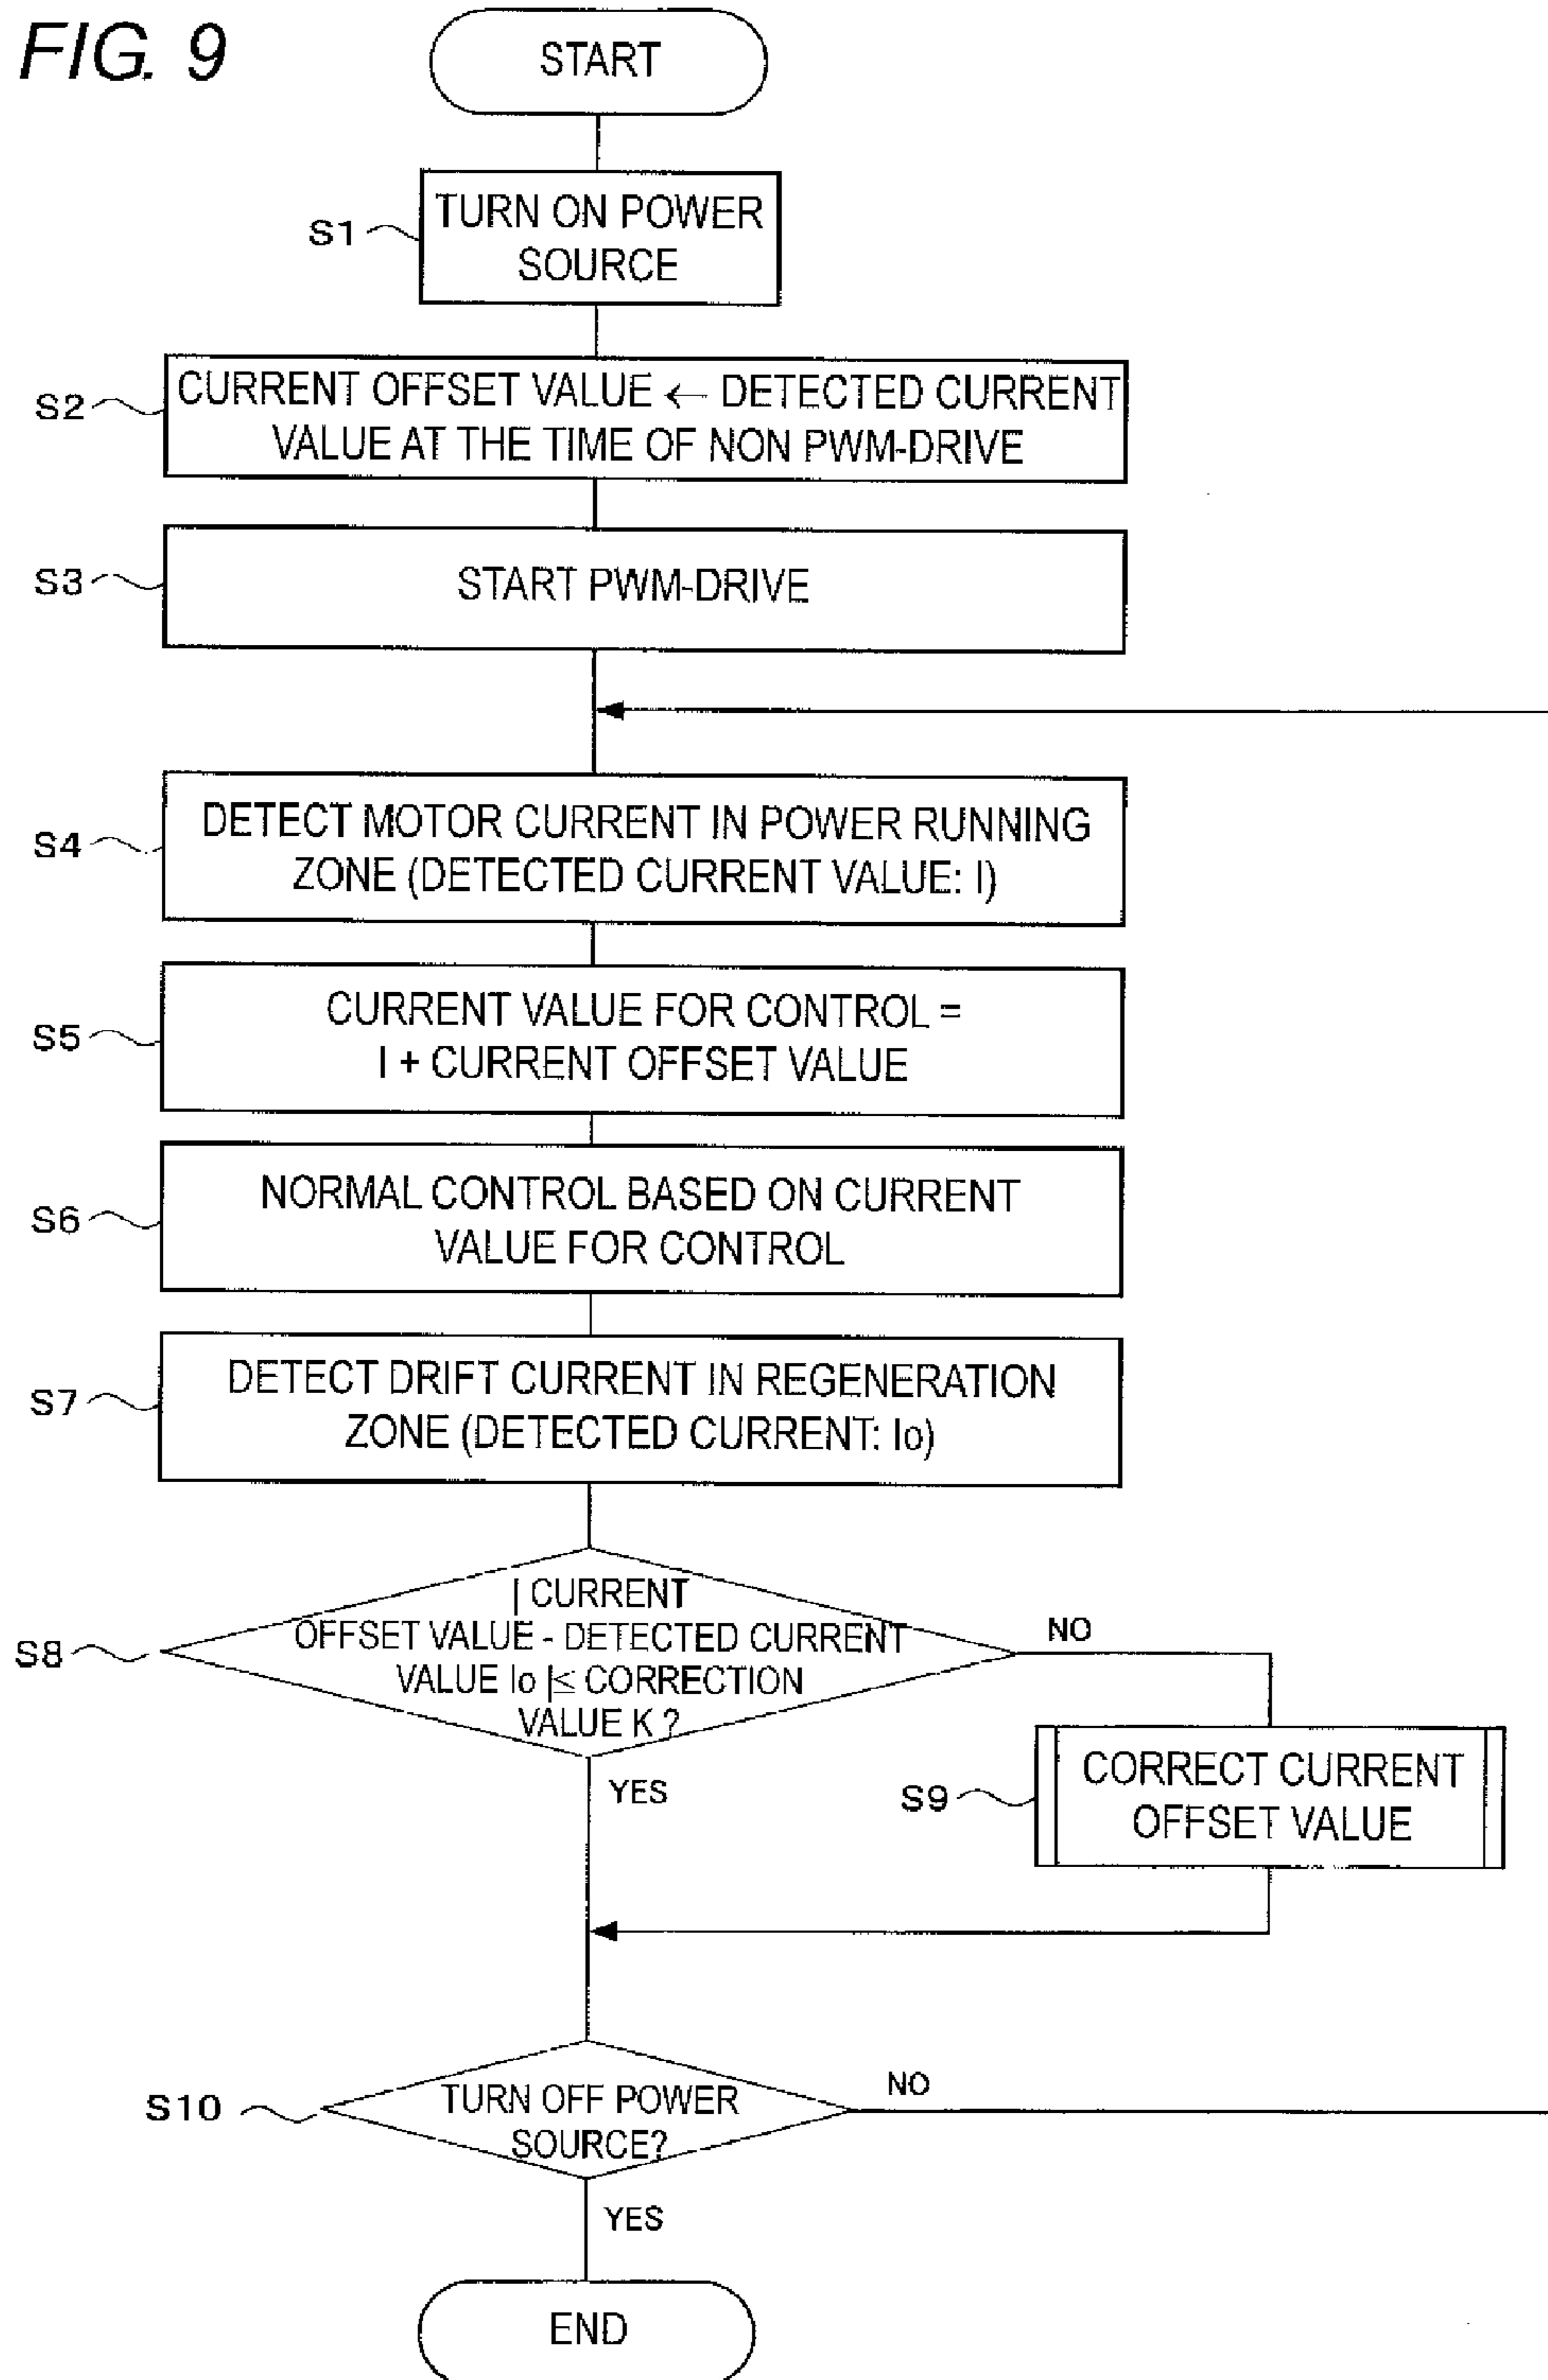 FIG. 9
START
S1
TURN ON POWER
SOURCE
S2
CURRENT OFFSET VALUE ← DETECTED CURRENT
VALUE AT THE TIME OF NON PWM-DRIVE
S3
START PWM-DRIVE
S4
DETECT MOTOR CURRENT IN POWER RUNNING
ZONE (DETECTED CURRENT VALUE: I)
S5
CURRENT VALUE FOR CONTROL =
I + CURRENT OFFSET VALUE
S6
NORMAL CONTROL BASED ON CURRENT
VALUE FOR CONTROL
S7
DETECT DRIFT CURRENT IN REGENERATION
ZONE (DETECTED CURRENT: Io)
S8
| CURRENT
OFFSET VALUE - DETECTED CURRENT
VALUE Io |≤ CORRECTION
VALUE K ?
NO
YES
S9
CORRECT CURRENT
OFFSET VALUE
S10
TURN OFF POWER
SOURCE?
NO
YES
END